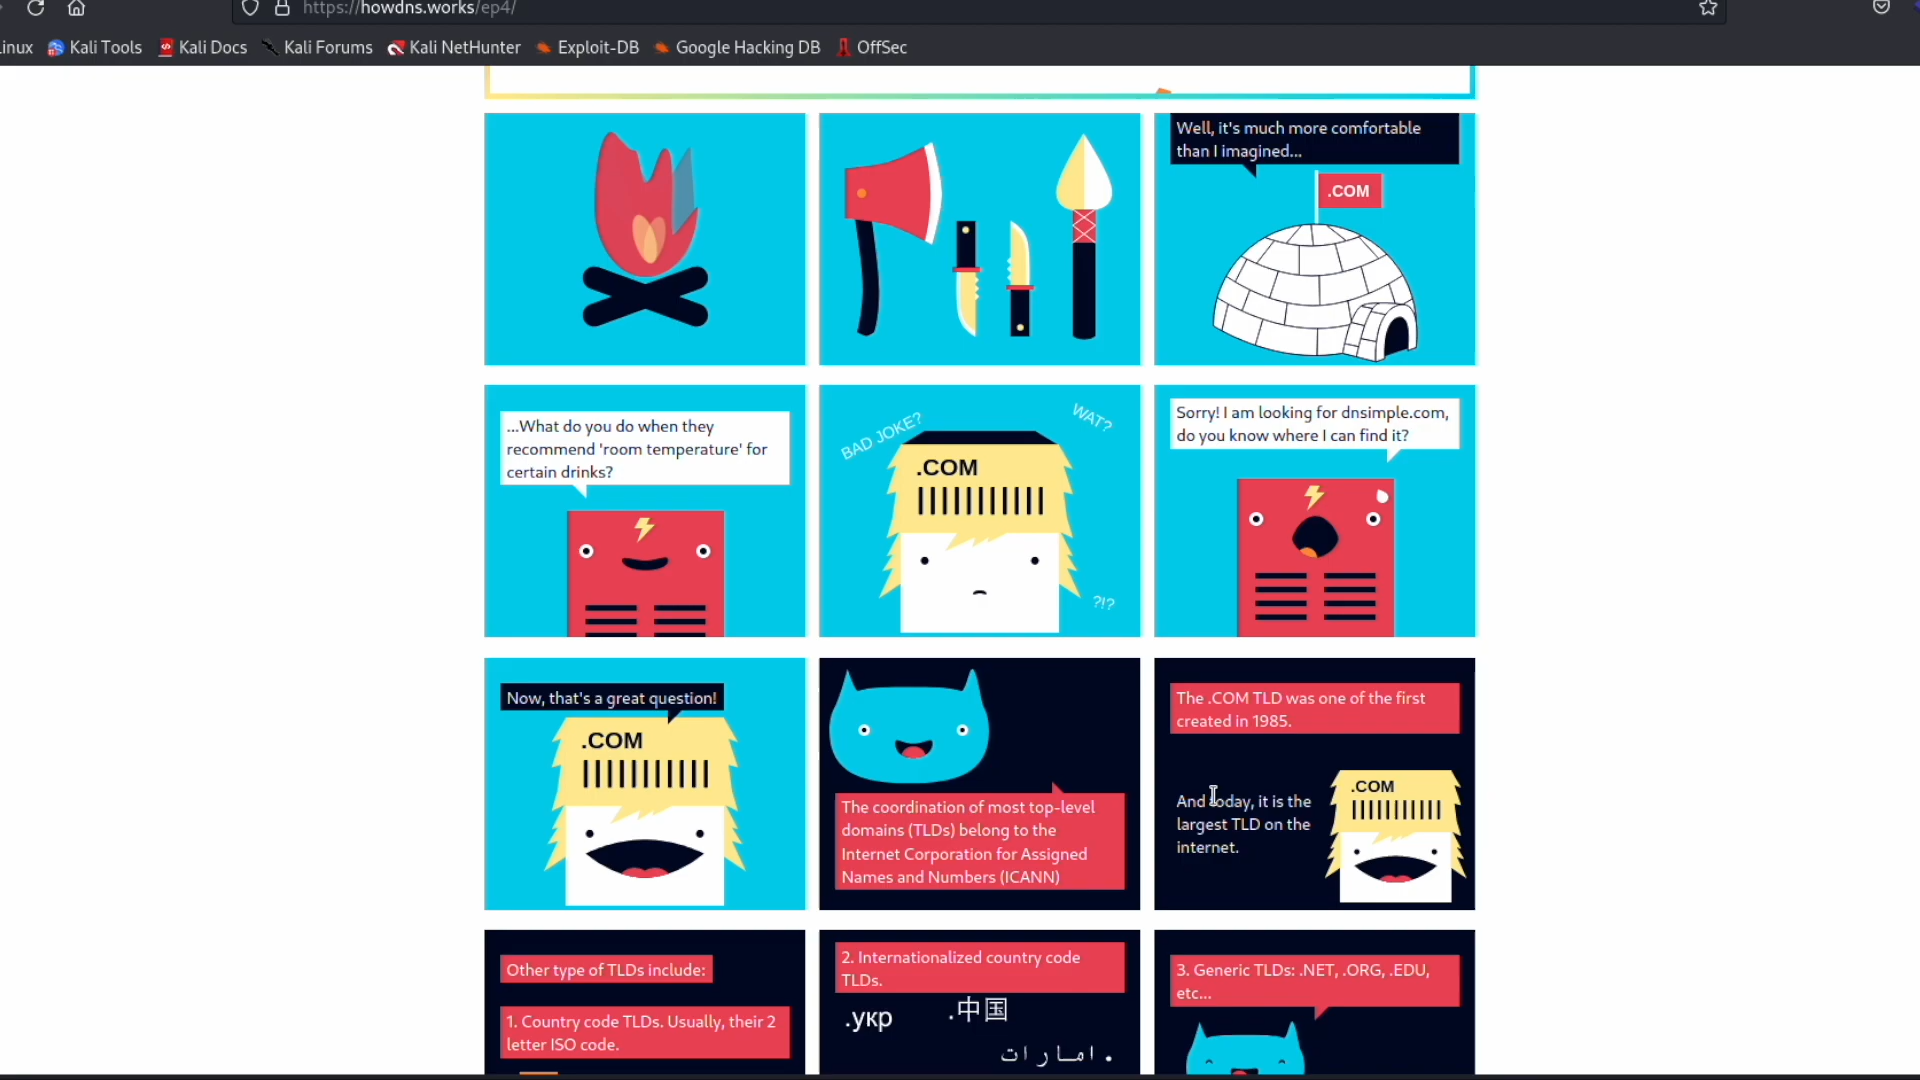 https://howdns.works/ep4/
Kali Tools Kali Docs Kali Forums Kali NetHunter Exploit-DB Google Hacking DB OffSec
Well, it's much more comfortable
than I imagined...
.COM
...What do you do when they
recommend 'room temperature' for
certain drinks?
BAD JOKE?
WAT?
.COM
?!?
Sorry! I am looking for dnsimple.com,
do you know where I can find it?
Now, that's a great question!
.COM
The coordination of most top-level
domains (TLDs) belong to the
Internet Corporation for Assigned
Names and Numbers (ICANN)
The .COM TLD was one of the first
created in 1985.
And today, it is the
largest TLD on the
internet.
.COM
Other type of TLDs include:
1. Country code TLDs. Usually, their 2
letter ISO code.
2. Internationalized country code
TLDs.
.укр
.中国
امارات.
3. Generic TLDs: .NET, .ORG, .EDU,
etc...